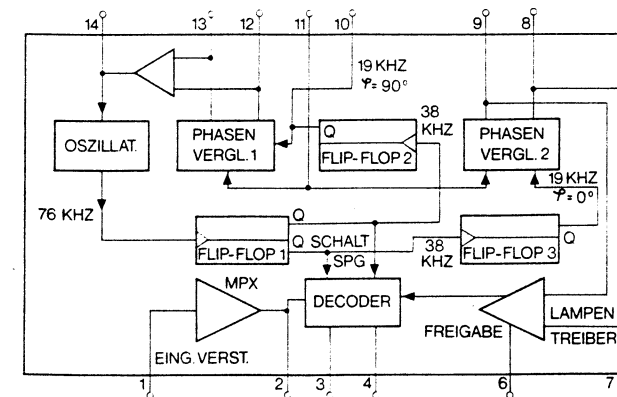 14 13 12 11 10 9 8
19 KHZ
φ= 90°
38
KHZ
OSZILLAT.
PHASEN
VERGL.1
Q
FLIP-FLOP 2
PHASEN
VERGL.2
19 KHZ
φ=0°
76 KHZ
Q
Q SCHALT
SPG
FLIP-FLOP 1
38
KHZ
Q
FLIP-FLOP 3
MPX
DECODER
LAMPEN
FREIGABE
TREIBER
EING. VERST.
1 2 3 4 6 7